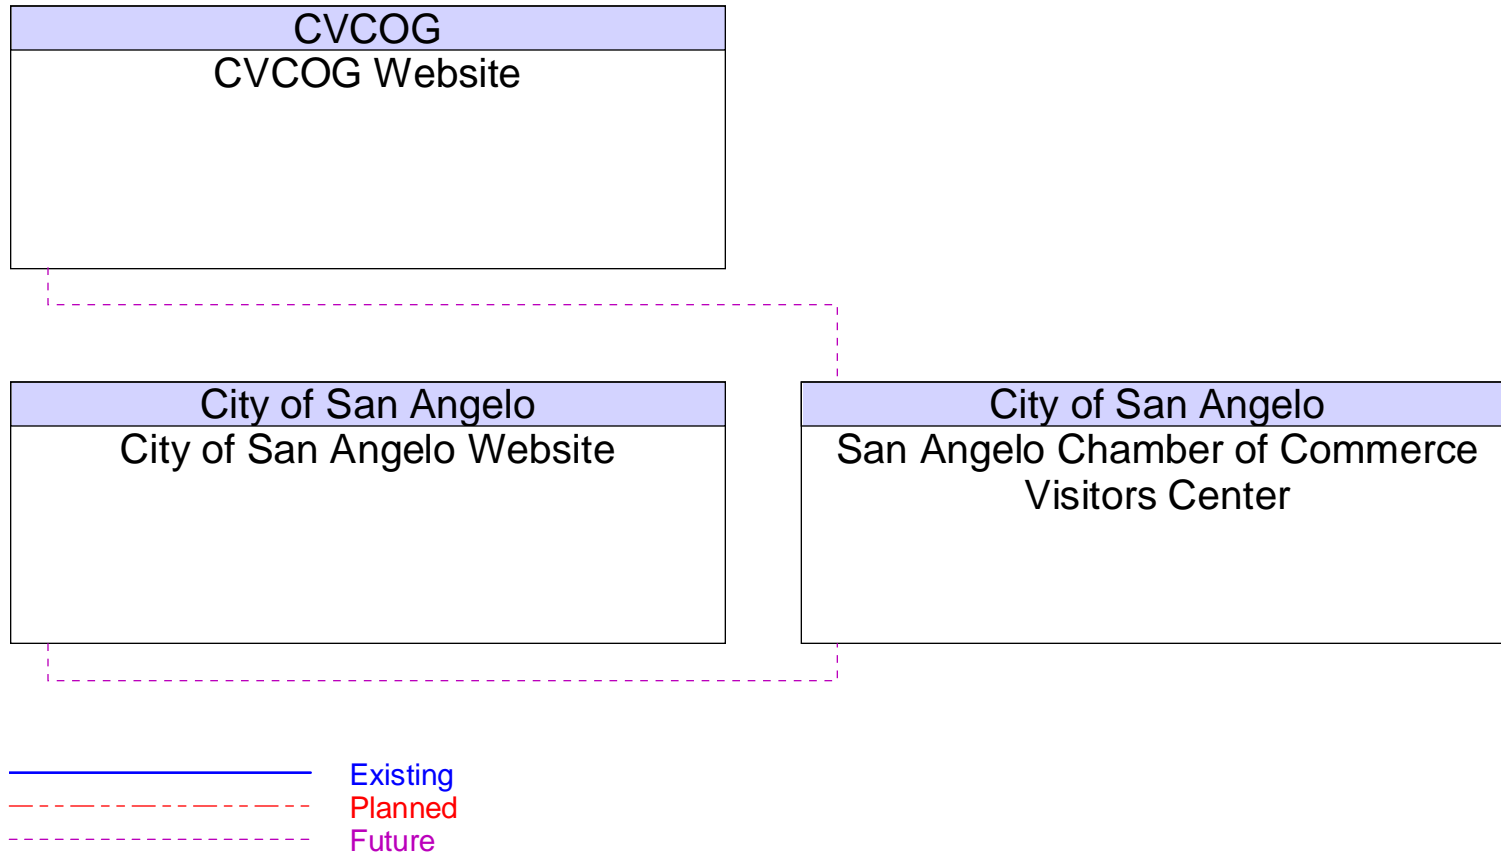 CVCOG
CVCOG Website
City of San Angelo
City of San Angelo Website
City of San Angelo
San Angelo Chamber of Commerce
Visitors Center
Existing
Planned
Future